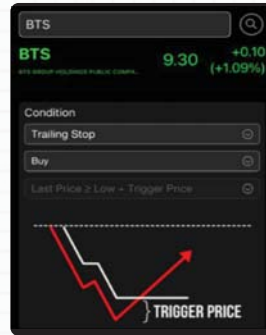 BTS
BTS 9.30 +0.10
BTS GROUP HOLDINGS PUBLIC COMPA... (+1.09%)
Condition
Trailing Stop
Buy
Last Price ≥ Low + Trigger Price
TRIGGER PRICE